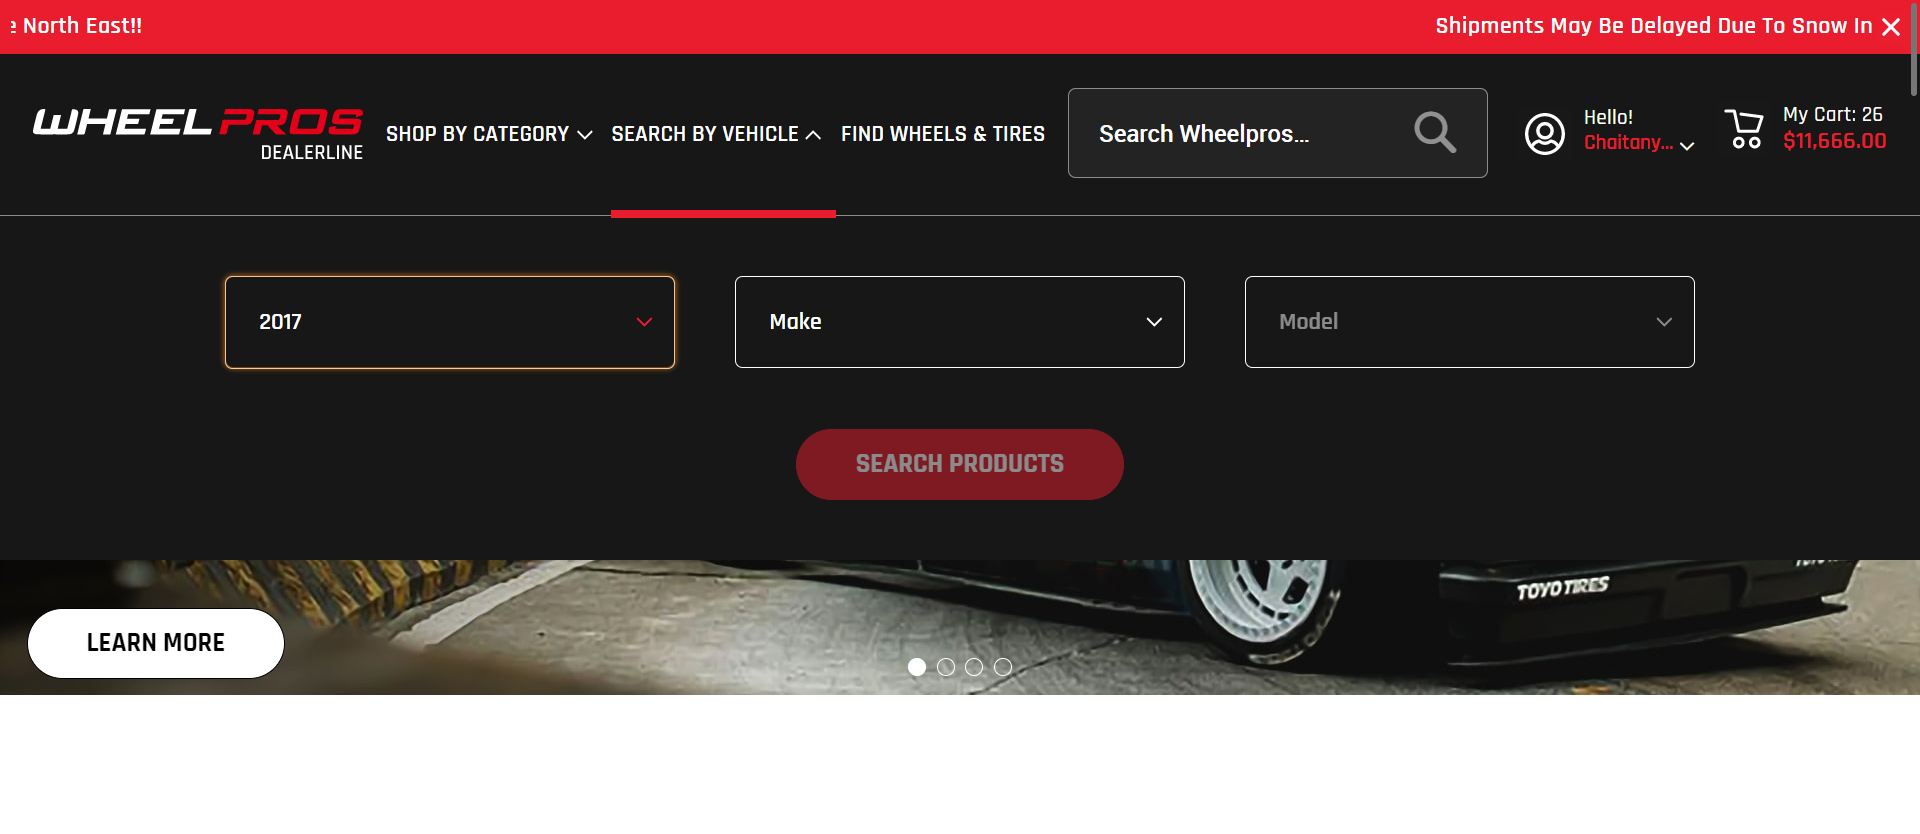 e North East!!
Shipments May Be Delayed Due To Snow In
WHEEL PROS
DEALERLINE
SHOP BY CATEGORY
SEARCH BY VEHICLE
FIND WHEELS & TIRES
Search Wheelpros...
Hello!
Chaitany...
My Cart: 26
$11,666.00
2017
Make
Model
SEARCH PRODUCTS
TOYO TIRES
LEARN MORE